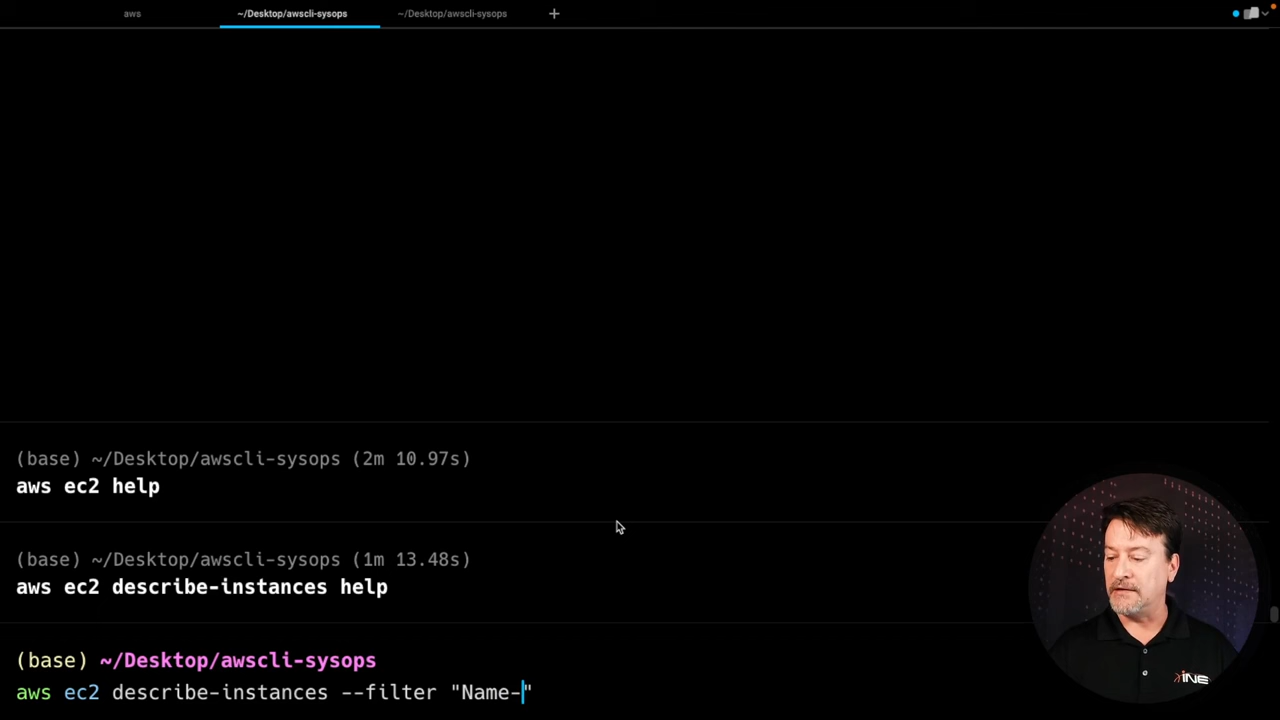 aws
~/Desktop/awscli-sysops
~/Desktop/awscli-sysops
+
(base) ~/Desktop/awscli-sysops (2m 10.97s)
aws ec2 help
(base) ~/Desktop/awscli-sysops (1m 13.48s)
aws ec2 describe-instances help
(base) ~/Desktop/awscli-sysops
aws ec2 describe-instances --filter "Name-"
INE